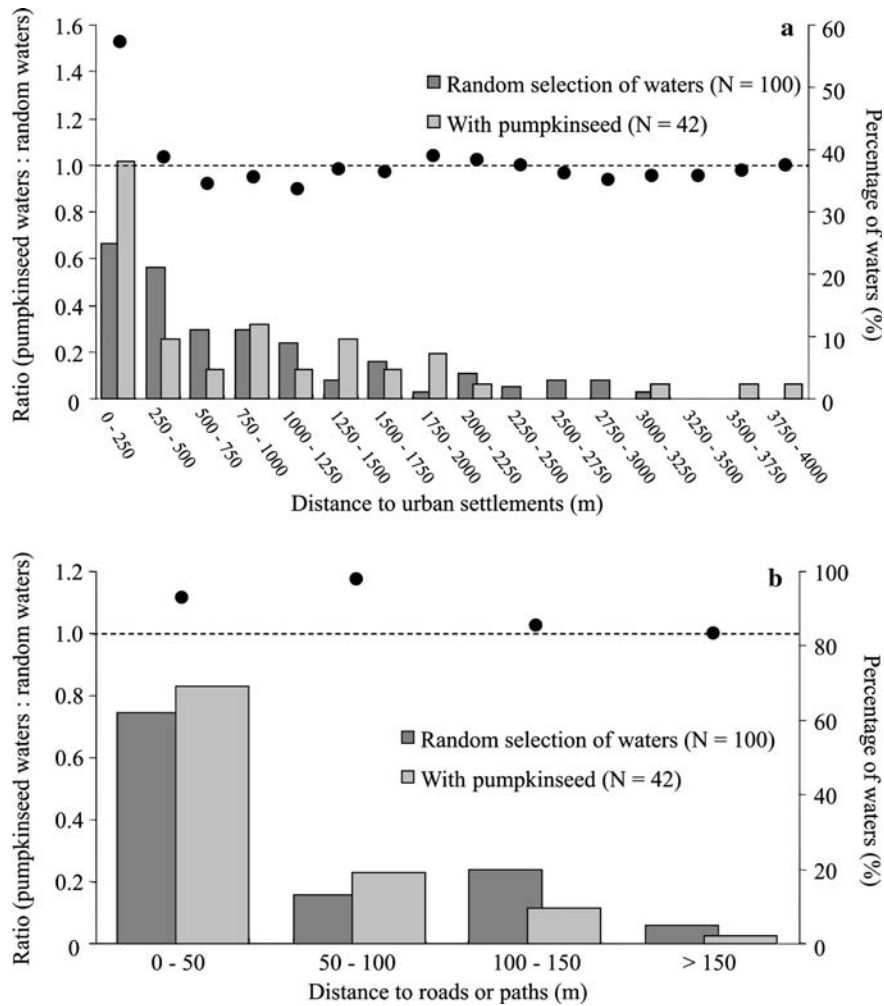 a
Ratio (pumpkinseed waters : random waters)
1.6
1.4
1.2
1.0
0.8
0.6
0.4
0.2
0
Random selection of waters (N = 100)
With pumpkinseed (N = 42)
60
50
40
30
20
10
0
Percentage of waters (%)
0 - 250
250 - 500
500 - 750
750 - 1000
1000 - 1250
1250 - 1500
1500 - 1750
1750 - 2000
2000 - 2250
2250 - 2500
2500 - 2750
2750 - 3000
3000 - 3250
3250 - 3500
3500 - 3750
3750 - 4000
Distance to urban settlements (m)
b
Ratio (pumpkinseed waters : random waters)
1.2
1.0
0.8
0.6
0.4
0.2
0
Random selection of waters (N = 100)
With pumpkinseed (N = 42)
100
80
60
40
20
0
Percentage of waters (%)
0 - 50
50 - 100
100 - 150
> 150
Distance to roads or paths (m)